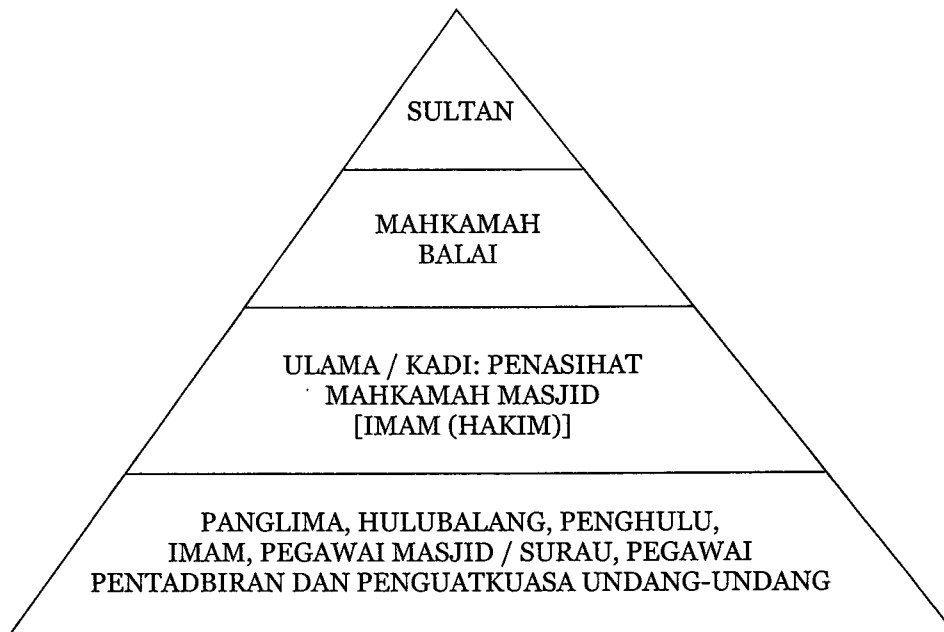 SULTAN
MAHKAMAH
BALAI
ULAMA / KADI: PENASIHAT
MAHKAMAH MASJID
[IMAM (HAKIM)]
PANGLIMA, HULUBALANG, PENGHULU,
IMAM, PEGAWAI MASJID / SURAU, PEGAWAI
PENTADBIRAN DAN PENGUATKUASA UNDANG-UNDANG